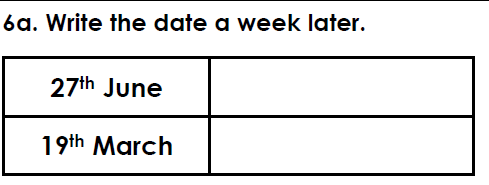 6a. Write the date a week later.
27th June
19th March